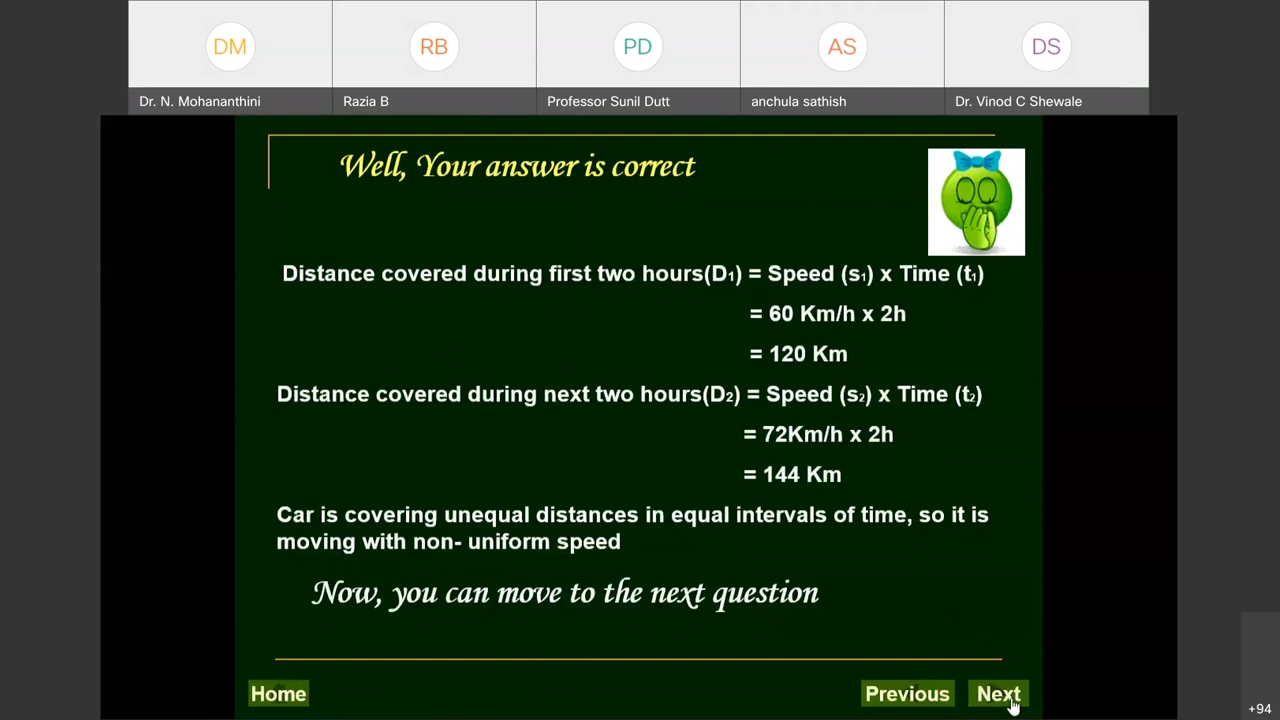 DM
RB
PD
AS
DS
Dr. N. Mohananthini
Razia B
Professor Sunil Dutt
anchula sathish
Dr. Vinod C Shewale
Well, Your answer is correct
Distance covered during first two hours(D1) = Speed (s1) x Time (t1)
= 60 Km/h x 2h
= 120 Km
Distance covered during next two hours(D2) = Speed (s2) x Time (t2)
= 72Km/h x 2h
= 144 Km
Car is covering unequal distances in equal intervals of time, so it is
moving with non- uniform speed
Now, you can move to the next question
Home
Previous
Next
+94